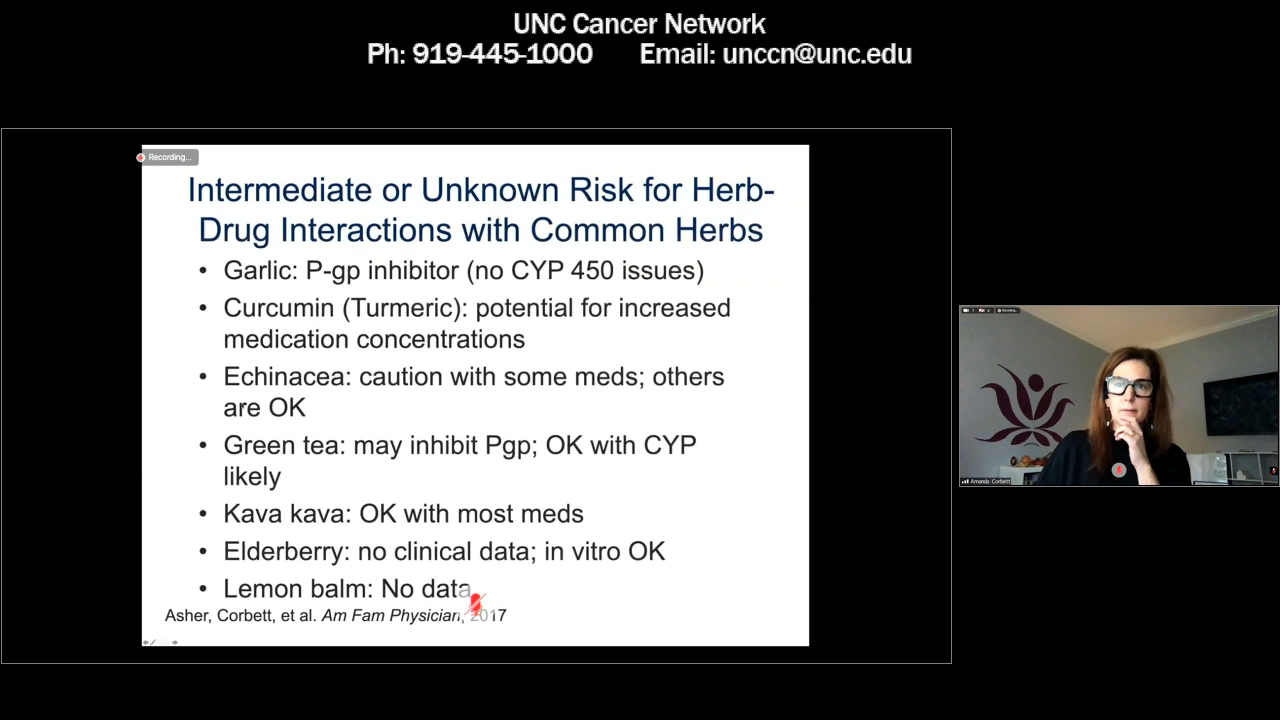 UNC Cancer Network
Ph: 919-445-1000 Email: unccn@unc.edu
Recording...
Intermediate or Unknown Risk for Herb-
Drug Interactions with Common Herbs
• Garlic: P-gp inhibitor (no CYP 450 issues)
• Curcumin (Turmeric): potential for increased
medication concentrations
• Echinacea: caution with some meds; others
are OK
• Green tea: may inhibit Pgp; OK with CYP
likely
• Kava kava: OK with most meds
• Elderberry: no clinical data; in vitro OK
• Lemon balm: No data
Asher, Corbett, et al. Am Fam Physician, 2017
Recording...
Amanda Corbett